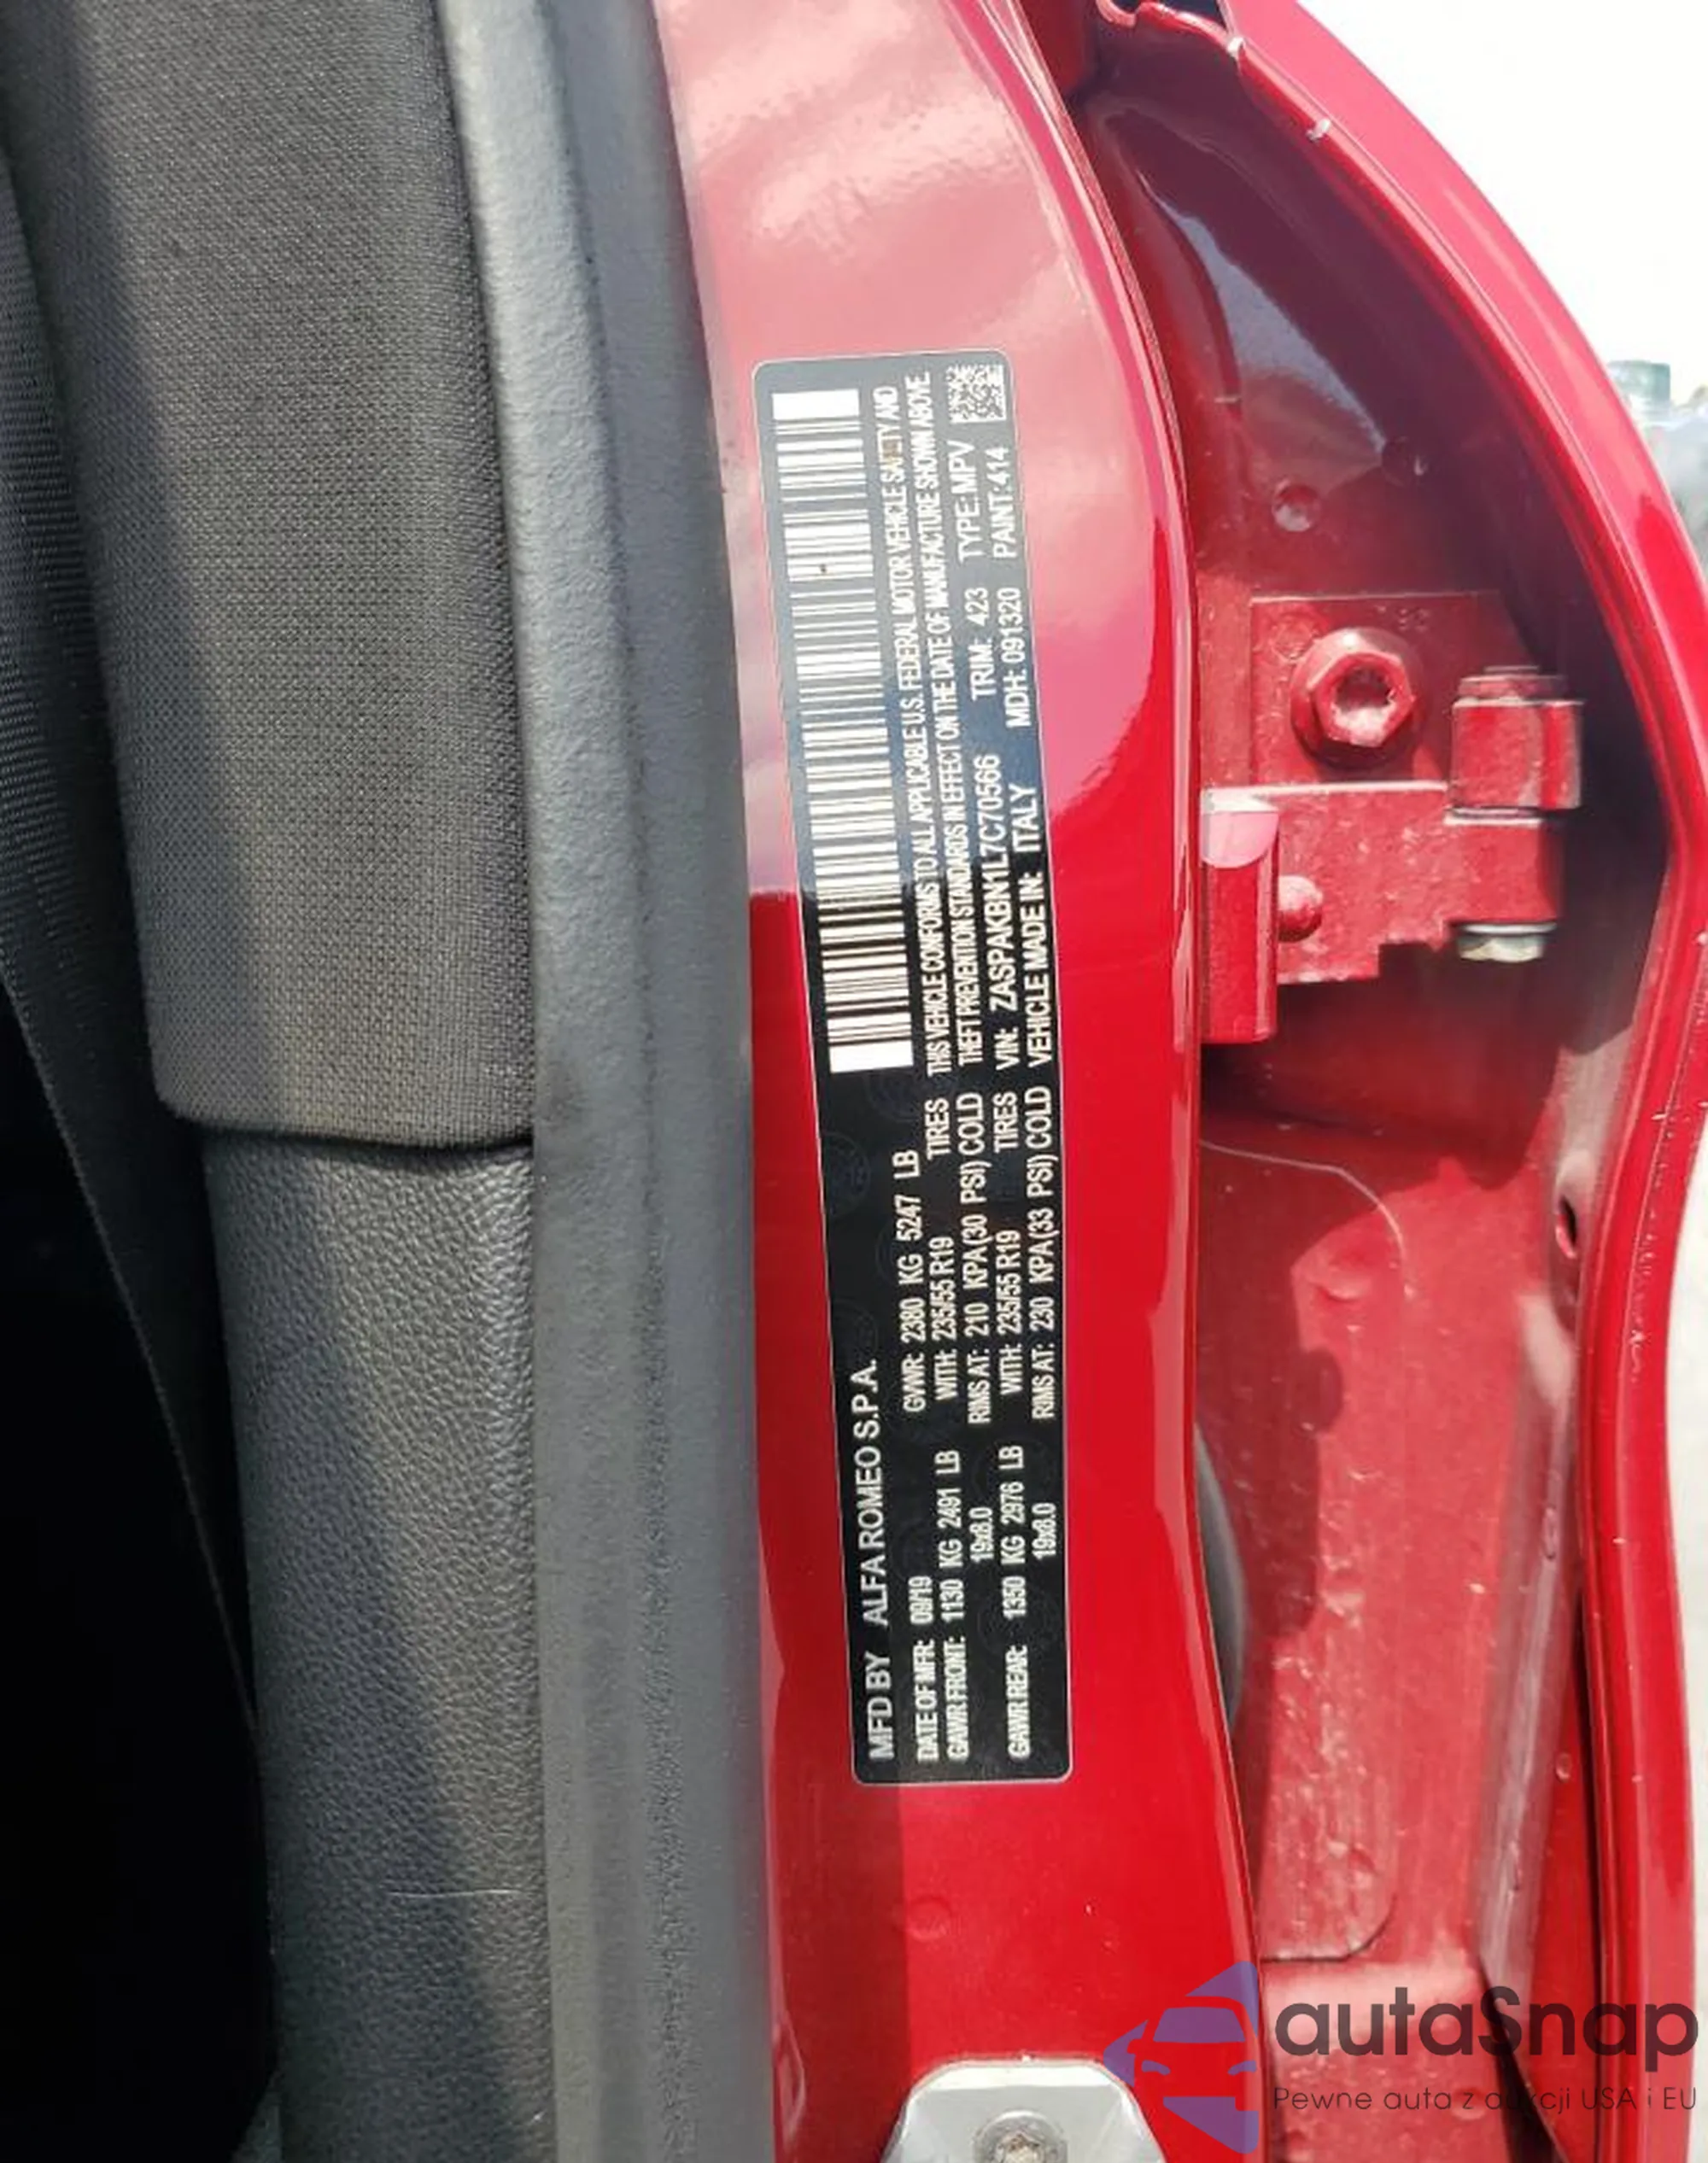 MFD BY ALFA ROMEO S.P.A.
DATE OF MFR: 09/19 GVWR: 2380 KG 5247 LB
GAWR FRONT: 1130 KG 2491 LB WITH: 235/55 R19 TIRES
19x8.0 RIMS AT: 210 KPA(30 PSI) COLD
GAWR REAR: 1350 KG 2976 LB WITH: 235/55 R19 TIRES
19x8.0 RIMS AT: 230 KPA(33 PSI) COLD
THIS VEHICLE CONFORMS TO ALL APPLICABLE U.S. FEDERAL MOTOR VEHICLE SAFETY AND
THEFT PREVENTION STANDARDS IN EFFECT ON THE DATE OF MANUFACTURE SHOWN ABOVE.
VIN: ZASPAKBN1L7C70566 TRIM: 423 TYPE: MPV
VEHICLE MADE IN: ITALY MDH: 091320 PAINT: 414
autaSnap
Pewne auta z aukcji USA i EU